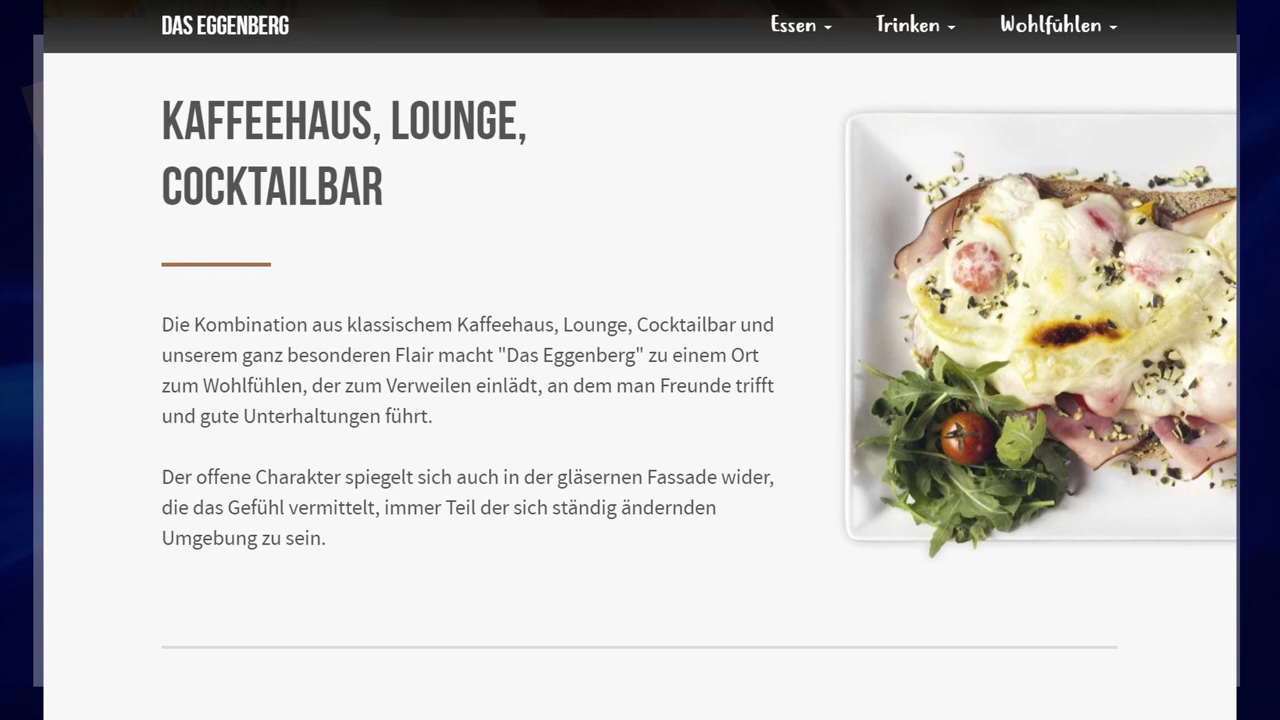 DAS EGGENBERG
Essen
Trinken
Wohlfühlen
KAFFEEHAUS, LOUNGE,
COCKTAILBAR
Die Kombination aus klassischem Kaffeehaus, Lounge, Cocktailbar und
unserem ganz besonderen Flair macht "Das Eggenberg" zu einem Ort
zum Wohlfühlen, der zum Verweilen einlädt, an dem man Freunde trifft
und gute Unterhaltungen führt.
Der offene Charakter spiegelt sich auch in der gläsernen Fassade wider,
die das Gefühl vermittelt, immer Teil der sich ständig ändernden
Umgebung zu sein.